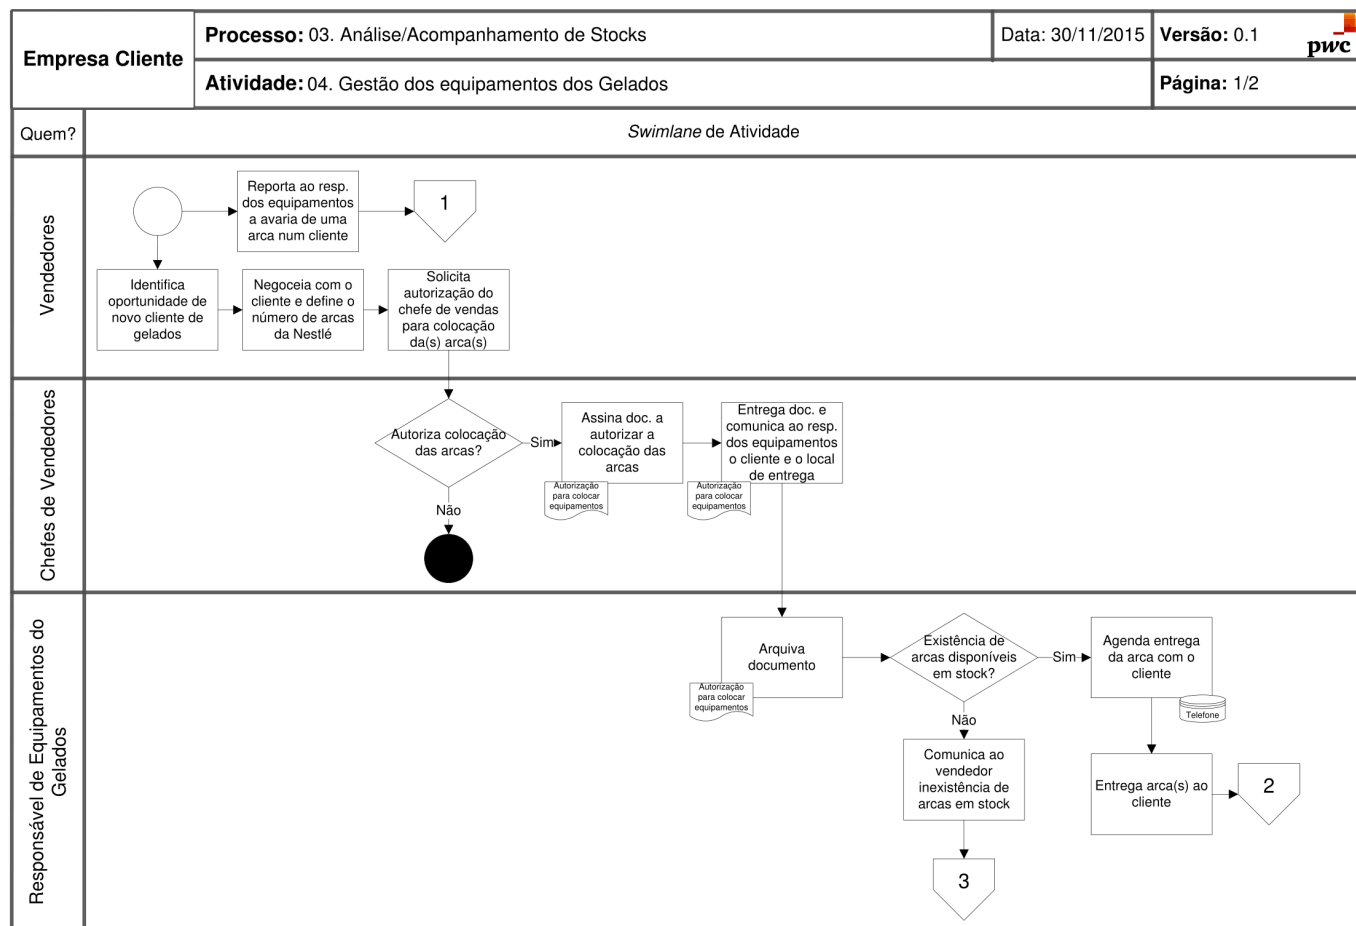 Empresa Cliente
Processo: 03. Análise/Acompanhamento de Stocks
Data: 30/11/2015
Versão: 0.1
pwc
Atividade: 04. Gestão dos equipamentos dos Gelados
Página: 1/2
Quem?
Swimlane de Atividade
Vendedores
Reporta ao resp.
dos equipamentos
a avaria de uma
arca num cliente
1
Identifica
oportunidade de
novo cliente de
gelados
Negoceia com o
cliente e define o
número de arcas
da Nestlé
Solicita
autorização do
chefe de vendas
para colocação
da(s) arca(s)
Chefes de Vendedores
Autoriza colocação
das arcas?
Sim
Assina doc. a
autorizar a
colocação das
arcas
Autorização
para colocar
equipamentos
Entrega doc. e
comunica ao resp.
dos equipamentos
o cliente e o local
de entrega
Autorização
para colocar
equipamentos
Não
Responsável de Equipamentos do
Gelados
Arquiva
documento
Autorização
para colocar
equipamentos
Existência de
arcas disponíveis
em stock?
Sim
Agenda entrega
da arca com o
cliente
Telefone
Não
Comunica ao
vendedor
inexistência de
arcas em stock
Entrega arca(s) ao
cliente
2
3